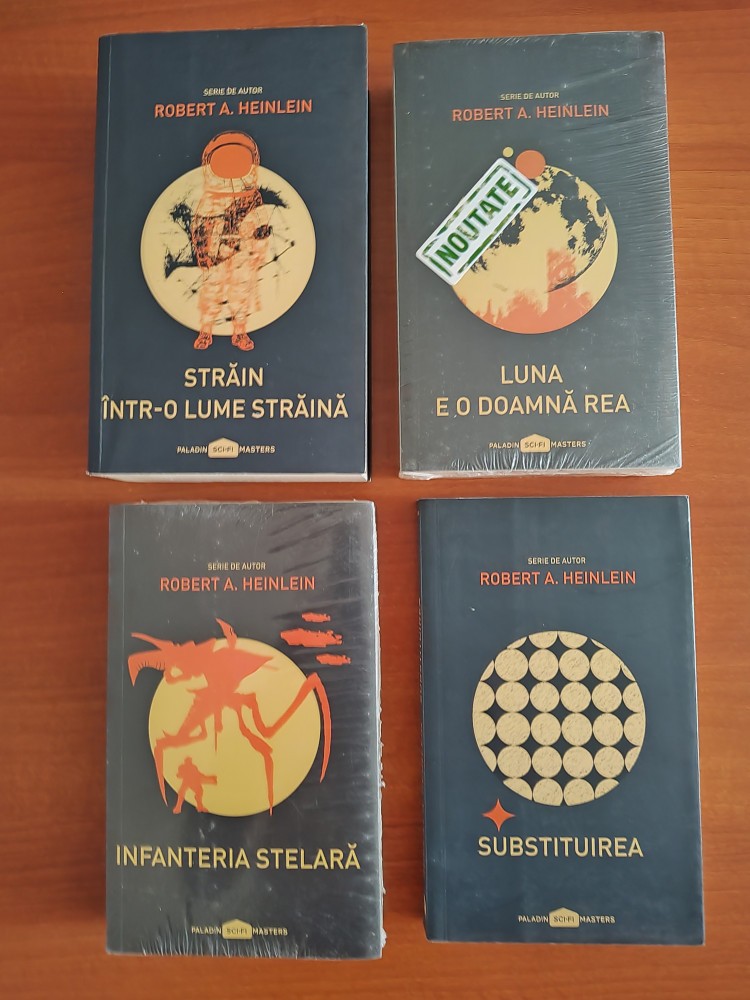 SERIE DE AUTOR
ROBERT A. HEINLEIN
STRĂIN
ÎNTR-O LUME STRĂINĂ
PALADIN SCI-FI MASTERS
SERIE DE AUTOR
ROBERT A. HEINLEIN
NOUTATE
LUNA
E O DOAMNĂ REA
PALADIN SCI-FI MASTERS
SERIE DE AUTOR
ROBERT A. HEINLEIN
INFANTERIA STELARĂ
PALADIN SCI-FI MASTERS
SERIE DE AUTOR
ROBERT A. HEINLEIN
SUBSTITUIREA
PALADIN SCI-FI MASTERS